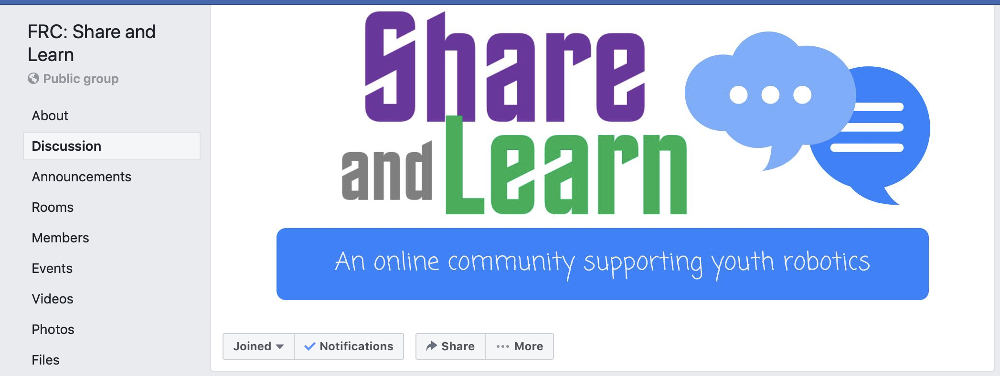 FRC: Share and
Learn
Public group
About
Discussion
Announcements
Rooms
Members
Events
Videos
Photos
Files
Share
and Learn
An online community supporting youth robotics
Joined
Notifications
Share
More